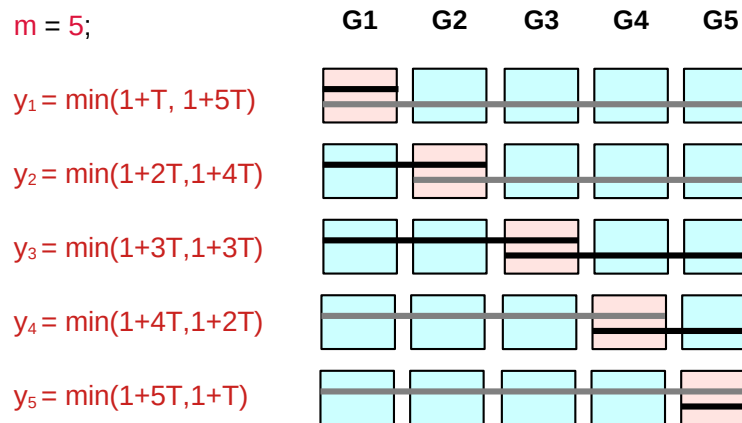 m = 5;
G1 G2 G3 G4 G5
y₁ = min(1+T, 1+5T)
y₂ = min(1+2T,1+4T)
y₃ = min(1+3T,1+3T)
y₄ = min(1+4T,1+2T)
y₅ = min(1+5T,1+T)